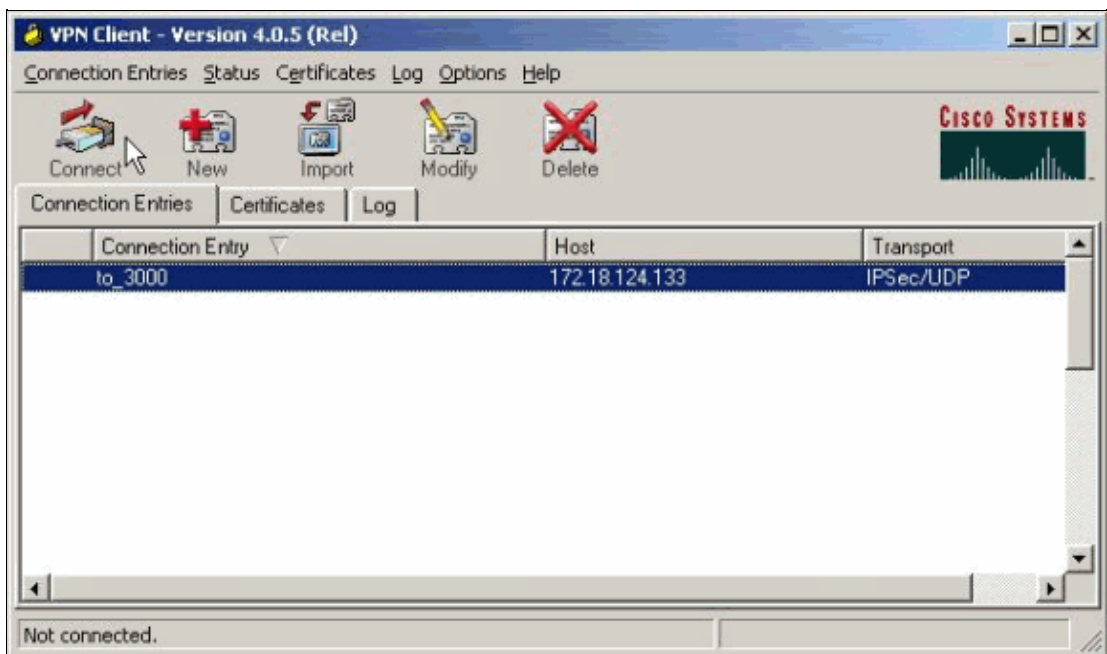 VPN Client - Version 4.0.5 (Rel)
Connection Entries Status Certificates Log Options Help
Connect New Import Modify Delete
CISCO SYSTEMS
Connection Entries Certificates Log
Connection Entry Host Transport
to_3000 172.18.124.133 IPSec/UDP
Not connected.